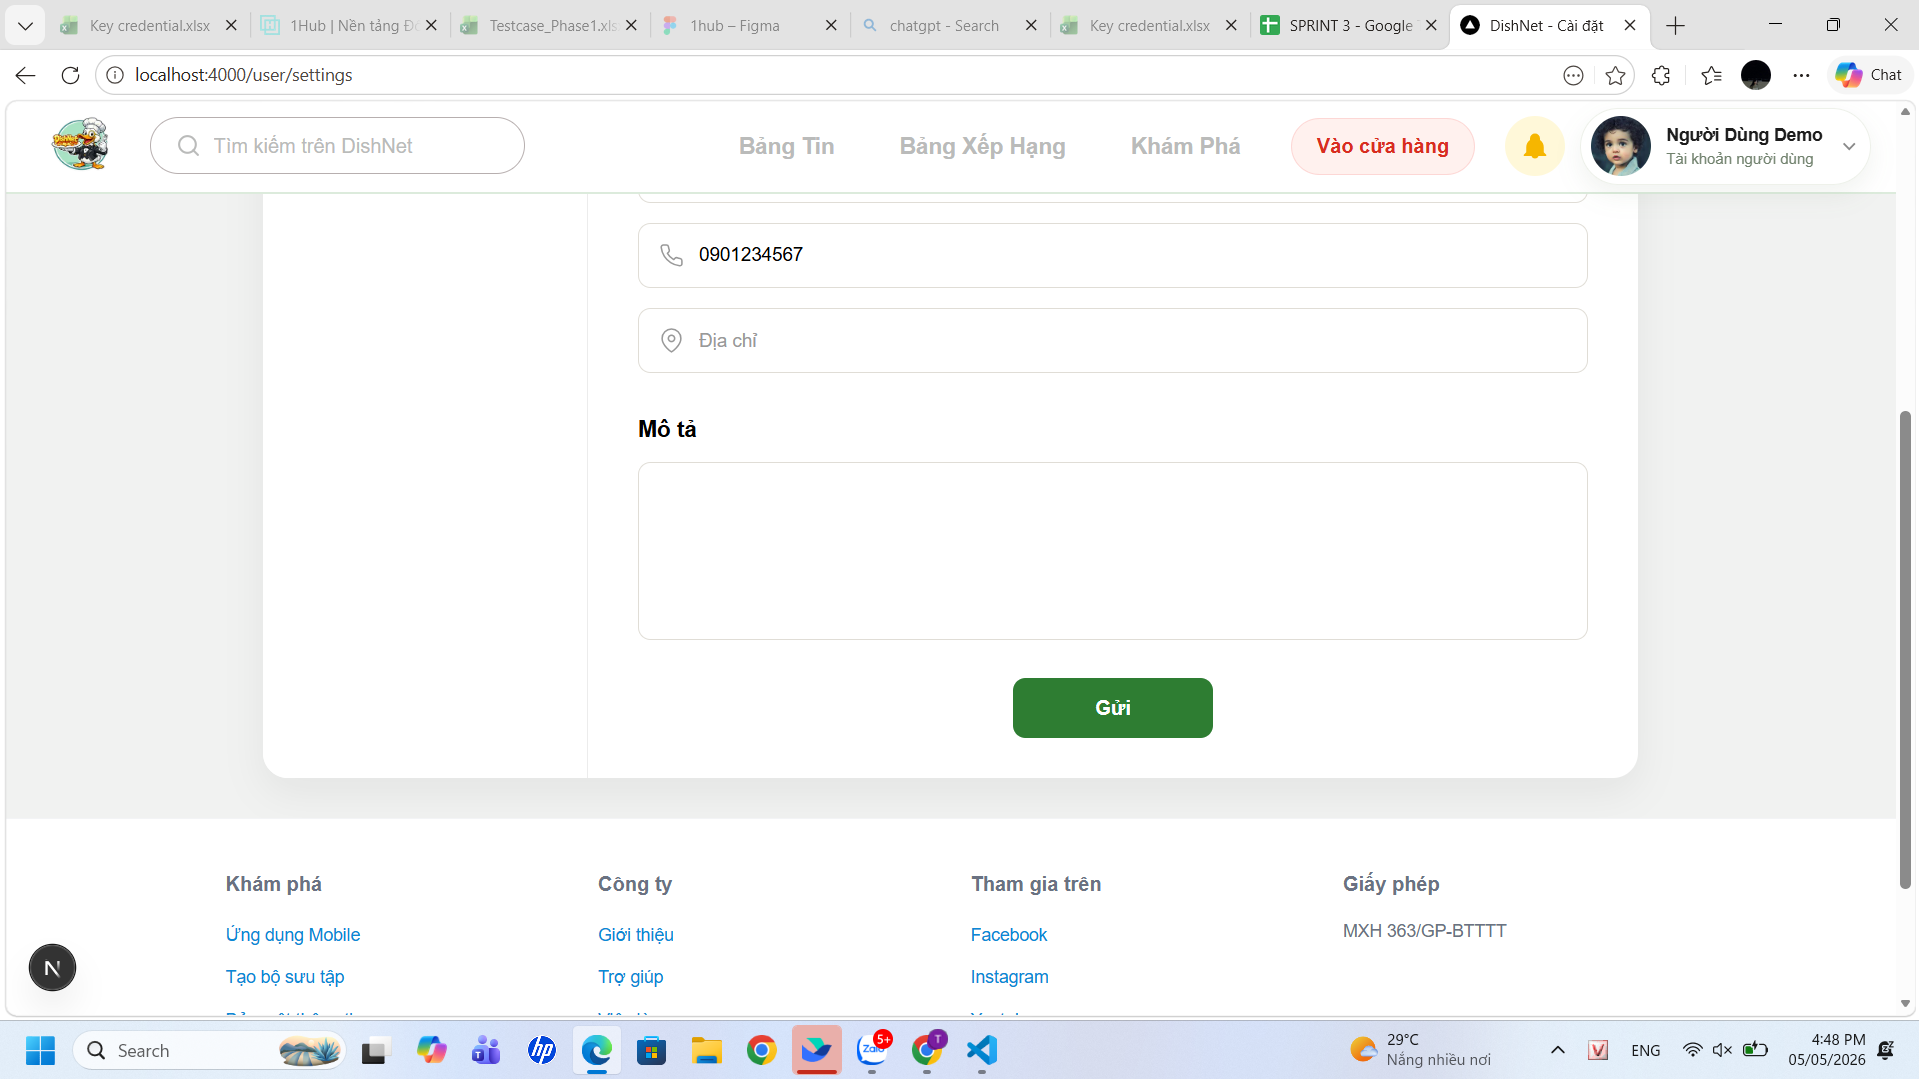 Key credential.xlsx
1Hub | Nền tảng Đ
Testcase_Phase1.xls
1hub – Figma
chatgpt - Search
Key credential.xlsx
SPRINT 3 - Google
DishNet - Cài đặt
localhost:4000/user/settings
Chat
Tìm kiếm trên DishNet
Bảng Tin
Bảng Xếp Hạng
Khám Phá
Vào cửa hàng
Người Dùng Demo
Tài khoản người dùng
0901234567
Địa chỉ
Mô tả
Gửi
Khám phá
Công ty
Tham gia trên
Giấy phép
Ứng dụng Mobile
Giới thiệu
Facebook
MXH 363/GP-BTTTT
Tạo bộ sưu tập
Trợ giúp
Instagram
N
Search
hp
Zalo
5+
T
29°C
Nắng nhiều nơi
V
ENG
4:48 PM
05/05/2026